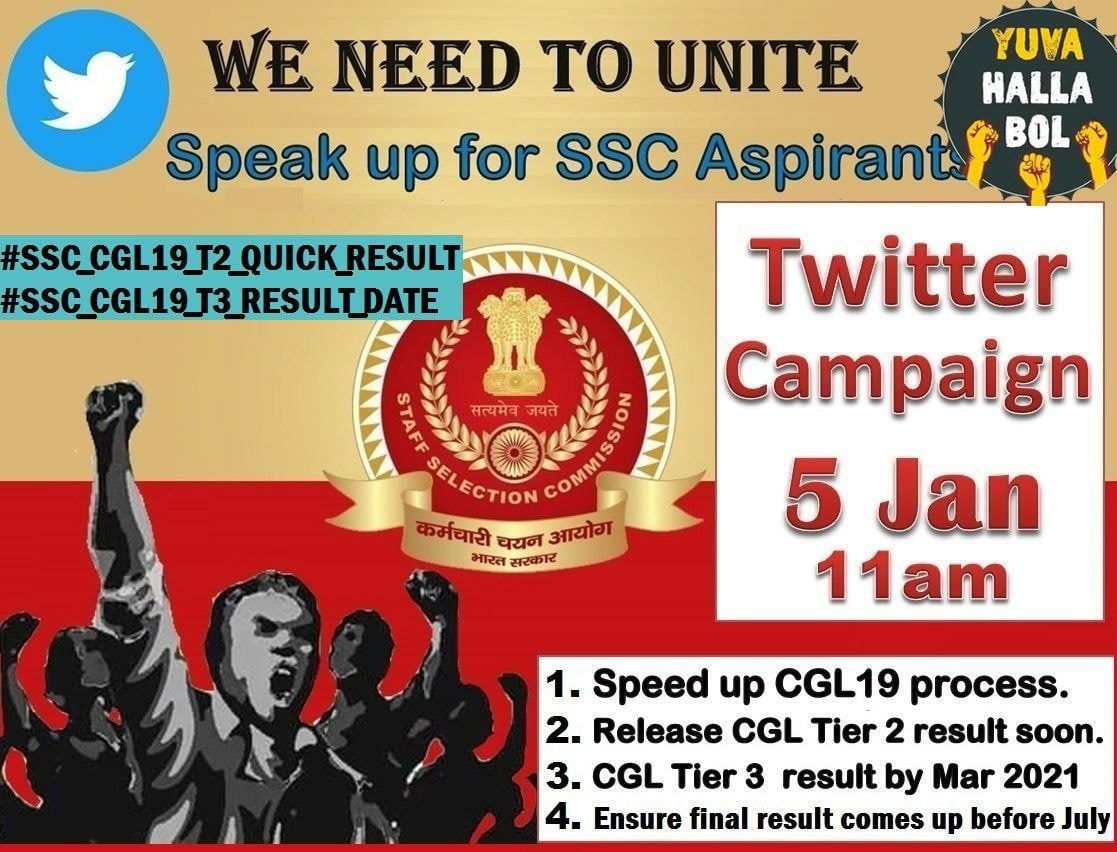 WE NEED TO UNITE
Speak up for SSC Aspirants
YUVA
HALLA
BOL
#SSC_CGL19_T2_QUICK_RESULT
#SSC_CGL19_T3_RESULT_DATE
Twitter
Campaign
5 Jan
11am
सत्यमेव जयते
STAFF SELECTION COMMISSION
कर्मचारी चयन आयोग
भारत सरकार
1. Speed up CGL19 process.
2. Release CGL Tier 2 result soon.
3. CGL Tier 3 result by Mar 2021
4. Ensure final result comes up before July